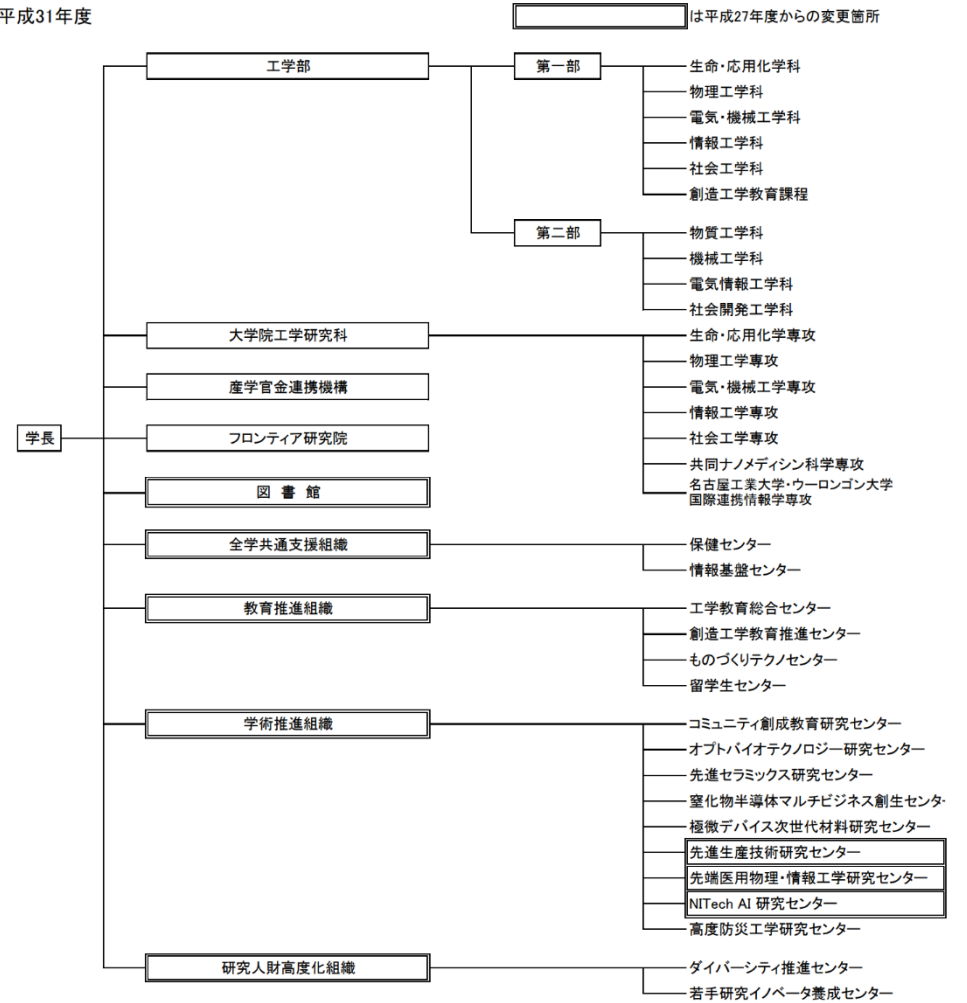 平成31年度
は平成27年度からの変更箇所
工学部
第一部
生命・応用化学科
物理工学科
電気・機械工学科
情報工学科
社会工学科
創造工学教育課程
第二部
物質工学科
機械工学科
電気情報工学科
社会開発工学科
大学院工学研究科
生命・応用化学専攻
物理工学専攻
産学官金連携機構
電気・機械工学専攻
情報工学専攻
学長
フロンティア研究院
社会工学専攻
共同ナノメディシン科学専攻
図 書 館
名古屋工業大学・ウーロンゴン大学
国際連携情報学専攻
全学共通支援組織
保健センター
情報基盤センター
教育推進組織
工学教育総合センター
創造工学教育推進センター
ものづくりテクノセンター
留学生センター
学術推進組織
コミュニティ創成教育研究センター
オプトバイオテクノロジー研究センター
先進セラミックス研究センター
窒化物半導体マルチビジネス創生センタ
極微デバイス次世代材料研究センター
先進生産技術研究センター
先端医用物理・情報工学研究センター
NITech AI 研究センター
高度防災工学研究センター
研究人財高度化組織
ダイバーシティ推進センター
若手研究イノベータ養成センター